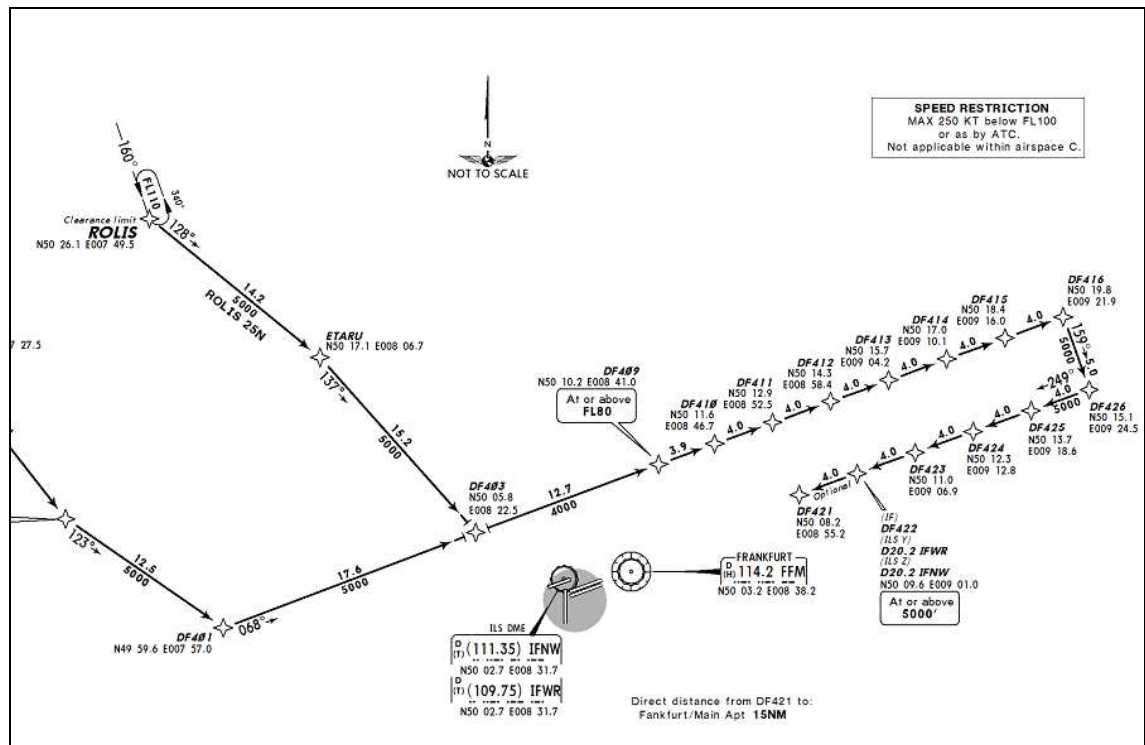 SPEED RESTRICTION
MAX 250 KT below FL100
or as by ATC.
Not applicable within airspace C.
N
NOT TO SCALE
160°
FL110
340°
Clearance limit
ROLIS
N50 26.1 E007 49.5
128°
14.2
5000
ROLIS 25N
ETARU
N50 17.1 E008 06.7
137°
15.2
5000
7 27.5
DF4Ø9
N50 10.2 E008 41.0
At or above
FL80
3.9
DF41Ø
N50 11.6
E008 46.7
4.0
DF411
N50 12.9
E008 52.5
4.0
DF412
N50 14.3
E008 58.4
4.0
DF413
N50 15.7
E009 04.2
4.0
DF414
N50 17.0
E009 10.1
4.0
DF415
N50 18.4
E009 16.0
4.0
DF416
N50 19.8
E009 21.9
159°
5.0
5000
249°
4.0
5000
DF426
N50 15.1
E009 24.5
DF425
N50 13.7
E009 18.6
4.0
DF424
N50 12.3
E009 12.8
4.0
DF423
N50 11.0
E009 06.9
4.0
4.0
Optional
DF421
N50 08.2
E008 55.2
(IF)
DF422
(ILS Y)
D20.2 IFWR
(ILS Z)
D20.2 IFNW
N50 09.6 E009 01.0
At or above
5000'
DF4Ø3
N50 05.8
E008 22.5
12.7
4000
123°
12.5
5000
17.6
5000
068°
DF4Ø1
N49 59.6 E007 57.0
FRANKFURT
D
(H) 114.2 FFM
N50 03.2 E008 38.2
ILS DME
D
(T) (111.35) IFNW
N50 02.7 E008 31.7
D
(T) (109.75) IFWR
N50 02.7 E008 31.7
Direct distance from DF421 to:
Fankfurt/Main Apt 15NM